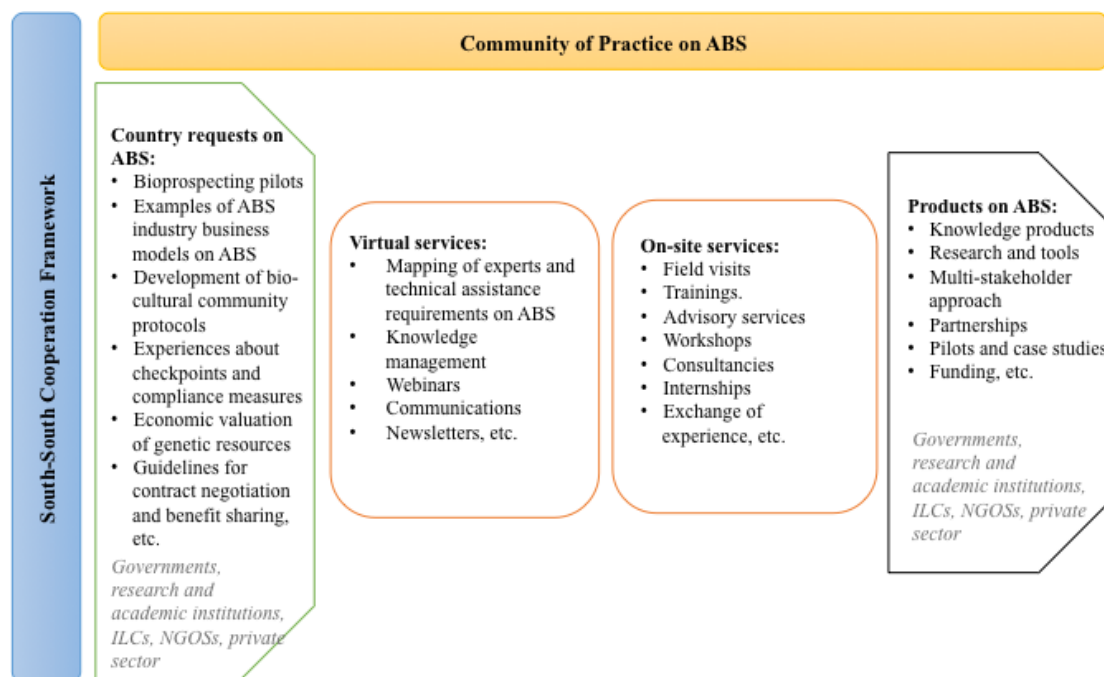 Community of Practice on ABS
South-South Cooperation Framework
Country requests on
ABS:
• Bioprospecting pilots
• Examples of ABS
industry business
models on ABS
• Development of bio-
cultural community
protocols
• Experiences about
checkpoints and
compliance measures
• Economic valuation
of genetic resources
• Guidelines for
contract negotiation
and benefit sharing,
etc.
Governments,
research and
academic institutions,
ILCs, NGOSs, private
sector
Virtual services:
• Mapping of experts and
technical assistance
requirements on ABS
• Knowledge
management
• Webinars
• Communications
• Newsletters, etc.
On-site services:
• Field visits
• Trainings.
• Advisory services
• Workshops
• Consultancies
• Internships
• Exchange of
experience, etc.
Products on ABS:
• Knowledge products
• Research and tools
• Multi-stakeholder
approach
• Partnerships
• Pilots and case studies
• Funding, etc.
Governments,
research and
academic institutions,
ILCs, NGOSs, private
sector